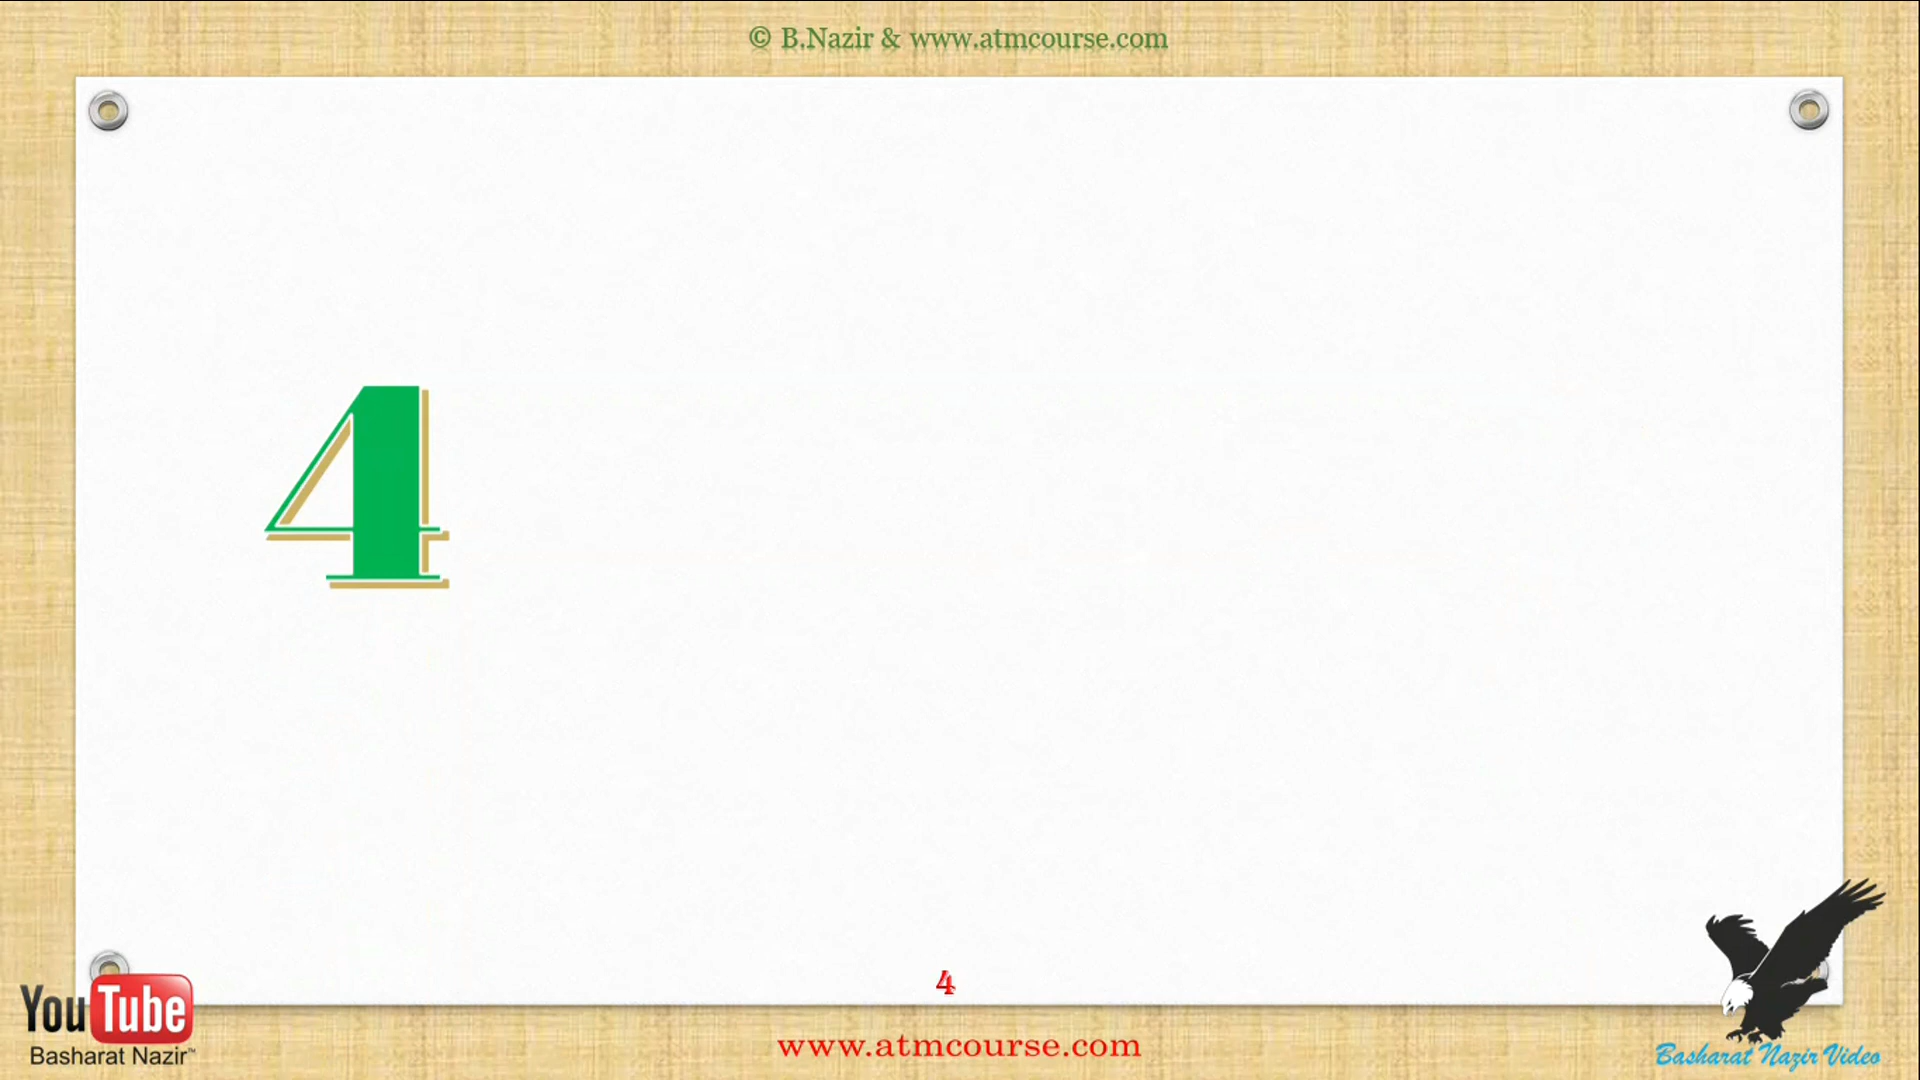 © B.Nazir & www.atmcourse.com
4
4
YouTube
Basharat Nazir™
www.atmcourse.com
Basharat Nazir Video